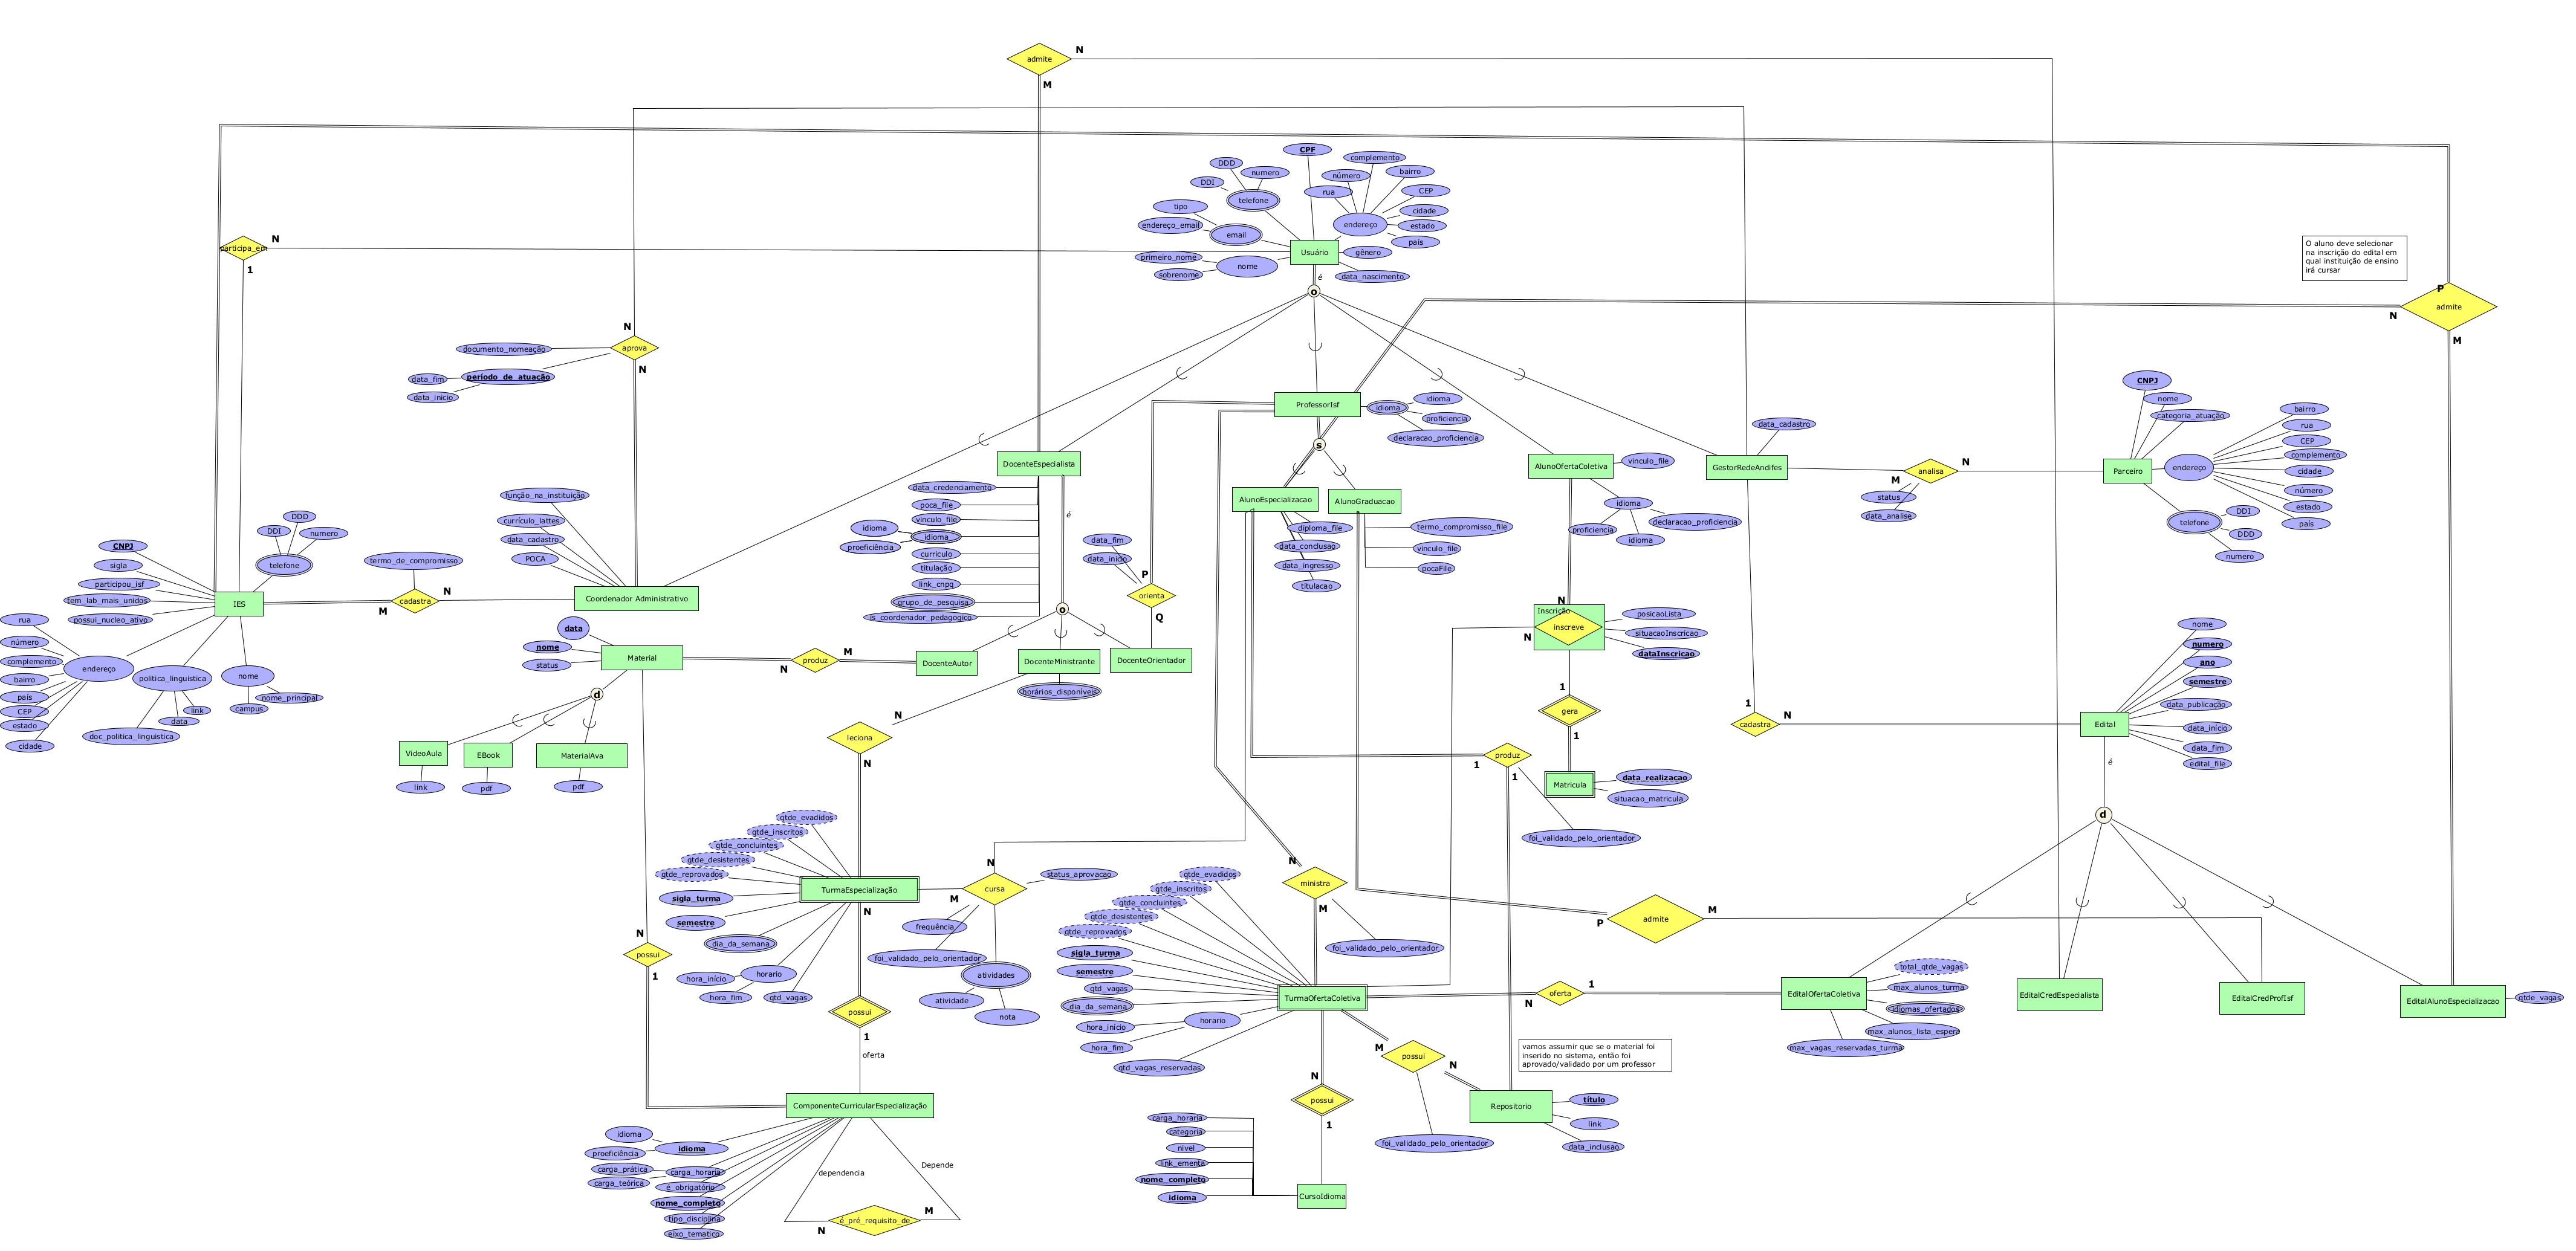 admite
N
M
participa_em
N
1
aprova
N
N
documento_nomeação
período_de_atuação
data_fim
data_inicio
CPF
DDD
numero
DDI
telefone
tipo
endereço_email
email
primeiro_nome
sobrenome
nome
complemento
número
bairro
rua
CEP
cidade
endereço
estado
país
Usuário
gênero
data_nascimento
é
o
O aluno deve selecionar
na inscrição do edital em
qual instituição de ensino
irá cursar
P
admite
N
M
ProfessorIsf
idioma
idioma
proficiencia
declaracao_proficiencia
s
AlunoEspecializacao
AlunoGraduacao
diploma_file
data_conclusao
data_ingresso
titulacao
termo_compromisso_file
vinculo_file
pocaFile
DocenteEspecialista
data_credenciamento
poca_file
vinculo_file
idioma
idioma
proeficiência
currículo
titulação
link_cnpq
grupo_de_pesquisa
is_coordenador_pedagogico
é
o
data_fim
data_inicio
P
orienta
Q
AlunoOfertaColetiva
vinculo_file
idioma
proficiencia
declaracao_proficiencia
idioma
GestorRedeAndifes
data_cadastro
analisa
N
M
status
data_analise
CNPJ
nome
categoria_atuação
Parceiro
endereço
bairro
rua
CEP
complemento
cidade
número
estado
país
telefone
DDI
DDD
numero
função_na_instituição
currículo_lattes
data_cadastro
POCA
Coordenador Administrativo
termo_de_compromisso
cadastra
N
M
CNPJ
sigla
participou_isf
tem_lab_mais_unidos
possui_nucleo_ativo
DDD
DDI
numero
telefone
IES
rua
número
complemento
bairro
país
CEP
estado
cidade
endereço
politica_linguistica
link
data
doc_politica_linguistica
nome
nome_principal
campus
data
nome
status
Material
produz
N
M
DocenteAutor
DocenteMinistrante
horários_disponíveis
DocenteOrientador
d
VideoAula
link
EBook
pdf
MaterialAva
pdf
N
Inscrição
inscreve
N
posicaoLista
situacaoInscricao
dataInscricao
1
gera
1
Matricula
data_realizacao
situacao_matricula
1
cadastra
N
Edital
nome
numero
ano
semestre
data_publicação
data_início
data_fim
edital_file
é
d
leciona
N
N
produz
1
1
foi_validado_pelo_orientador
qtde_evadidos
qtde_inscritos
qtde_concluintes
qtde_desistentes
qtde_reprovados
sigla_turma
semestre
dia_da_semana
horario
hora_início
hora_fim
qtd_vagas
TurmaEspecialização
N
N
cursa
M
status_aprovacao
frequência
foi_validado_pelo_orientador
atividades
atividade
nota
N
possui
1
possui
1
oferta
ComponenteCurricularEspecialização
idioma
proeficiência
idioma
carga_prática
carga_teórica
carga_horaria
é_obrigatório
nome_completo
tipo_disciplina
eixo_tematico
dependencia
Depende
é_pré_requisito_de
N
M
N
ministra
M
foi_validado_pelo_orientador
qtde_evadidos
qtde_inscritos
qtde_concluintes
qtde_desistentes
qtde_reprovados
sigla_turma
semestre
qtd_vagas
dia_da_semana
horario
hora_início
hora_fim
qtd_vagas_reservadas
TurmaOfertaColetiva
N
oferta
1
admite
M
P
EditalOfertaColetiva
total_qtde_vagas
max_alunos_turma
idiomas_ofertados
max_alunos_lista_espera
max_vagas_reservadas_turma
EditalCredEspecialista
EditalCredProfIsf
EditalAlunoEspecializacao
qtde_vagas
M
possui
N
foi_validado_pelo_orientador
vamos assumir que se o material foi
inserido no sistema, então foi
aprovado/validado por um professor
Repositorio
título
link
data_inclusao
N
possui
1
carga_horaria
categoria
nivel
link_ementa
nome_completo
idioma
CursoIdioma